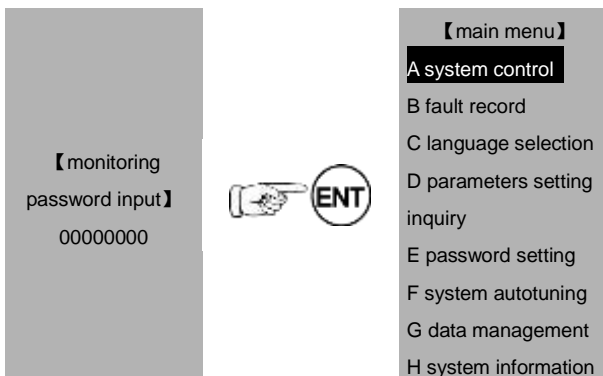 【monitoring
password input】
00000000
ENT
【main menu】
A system control
B fault record
C language selection
D parameters setting
inquiry
E password setting
F system autotuning
G data management
H system information